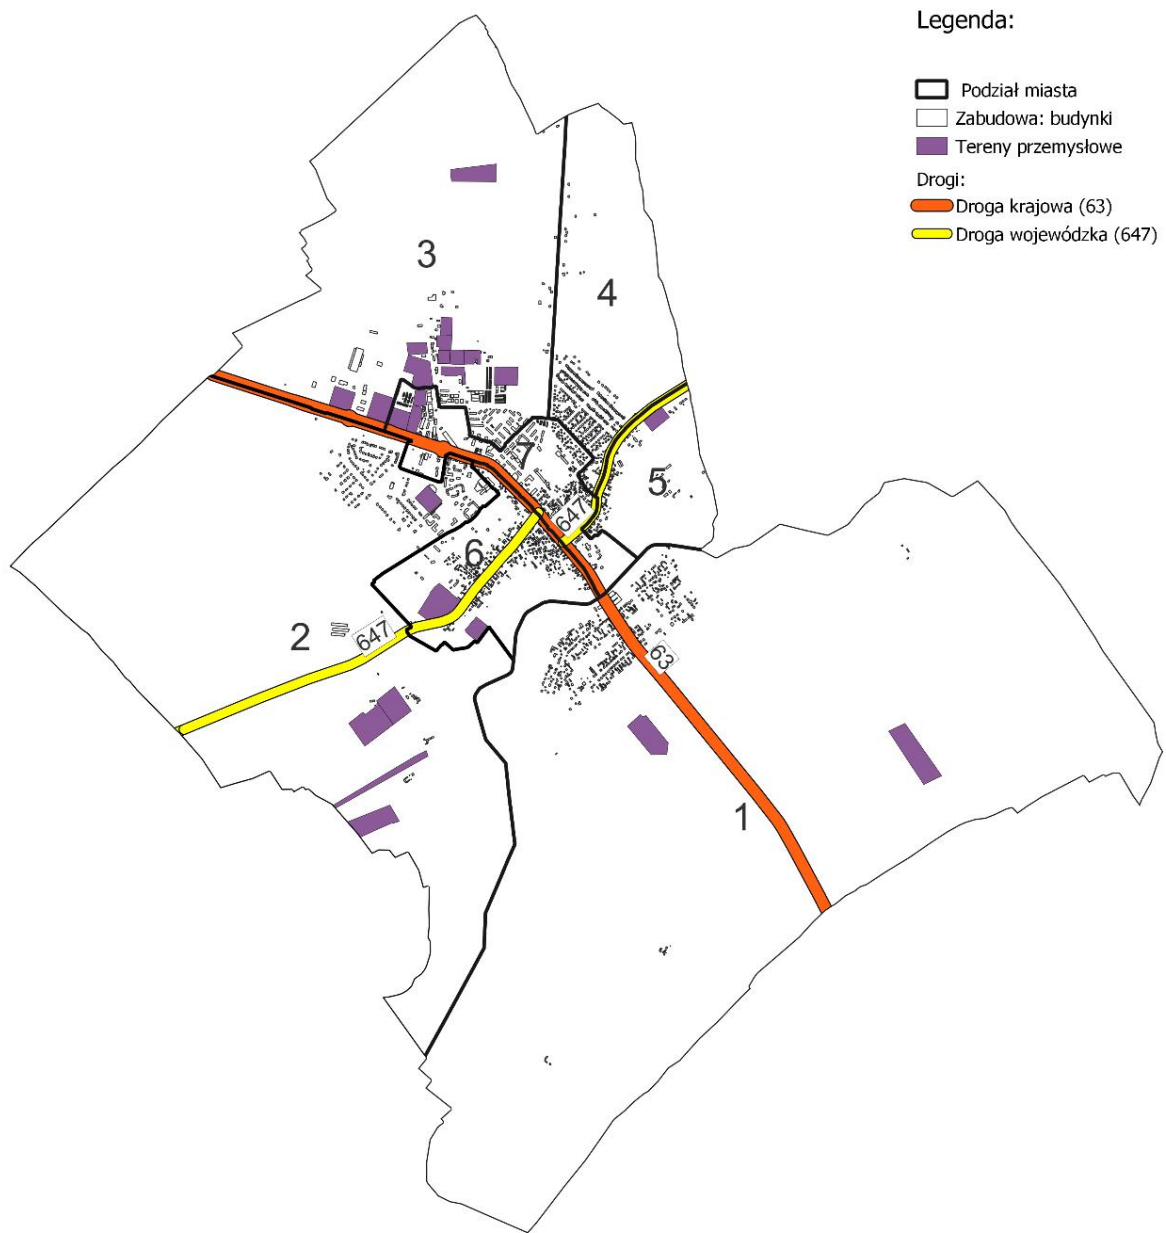 Legenda:
Podział miasta
Zabudowa: budynki
Tereny przemysłowe
Drogi:
Droga krajowa (63)
Droga wojewódzka (647)
3
4
7
5
647
6
2
647
63
1